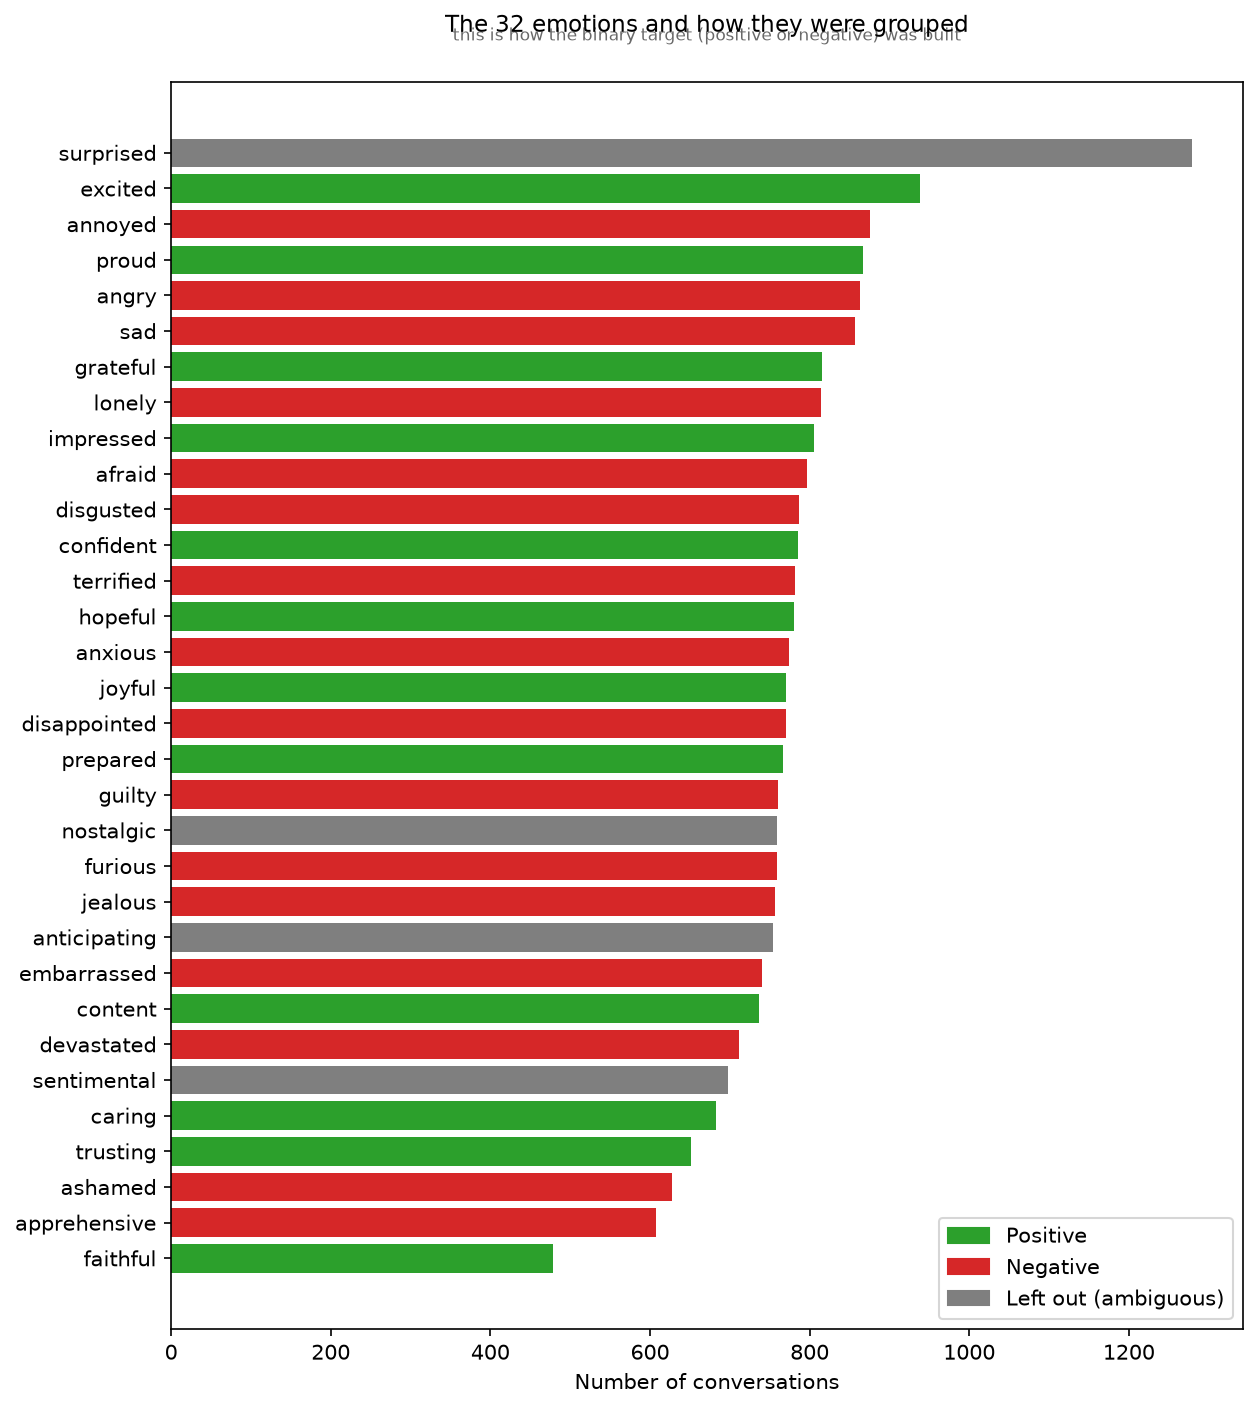 The 32 emotions and how they were grouped
this is how the binary target (positive or negative) was built
surprised
excited
annoyed
proud
angry
sad
grateful
lonely
impressed
afraid
disgusted
confident
terrified
hopeful
anxious
joyful
disappointed
prepared
guilty
nostalgic
furious
jealous
anticipating
embarrassed
content
devastated
sentimental
caring
trusting
ashamed
apprehensive
faithful
Positive
Negative
Left out (ambiguous)
0 200 400 600 800 1000 1200
Number of conversations